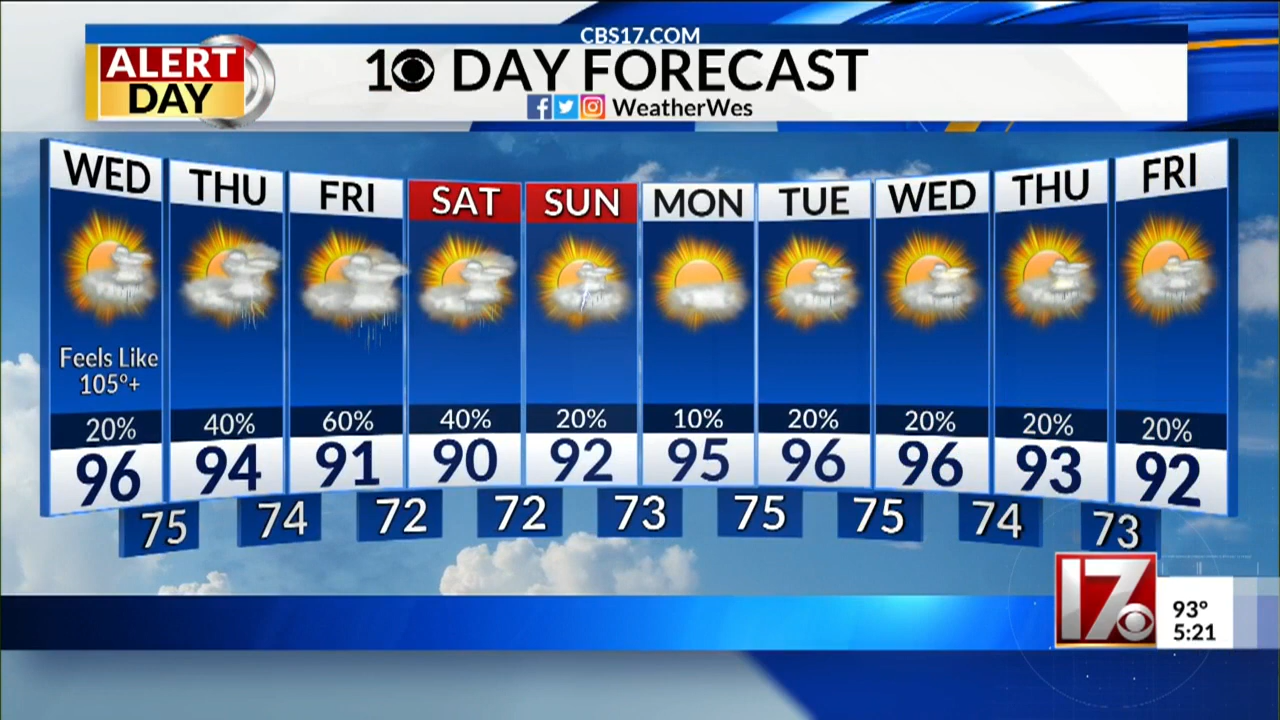 CBS17.COM
ALERT
DAY
10 DAY FORECAST
WeatherWes
WED THU FRI SAT SUN MON TUE WED THU FRI
Feels Like
105°+
20% 40% 60% 40% 20% 10% 20% 20% 20% 20%
96 94 91 90 92 95 96 96 93 92
75 74 72 72 73 75 75 74 73
17
93°
5:21